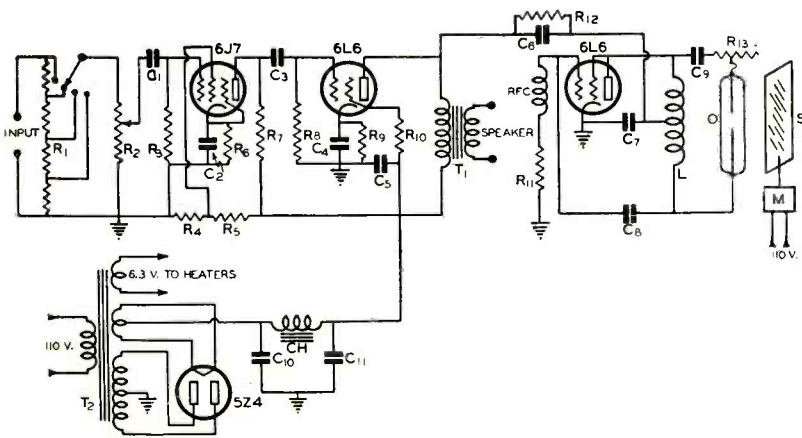 6J7
6L6
R12
C6
6L6
C1
C3
C9
R13
INPUT
R1
R2
R3
C2
R6
R7
R8
C4
R9
C5
R10
T1
SPEAKER
RFC
R11
C7
L
C8
O
S
M
110 V.
R4
R5
6.3 V. TO HEATERS
110 V.
T2
5Z4
C10
CH
C11